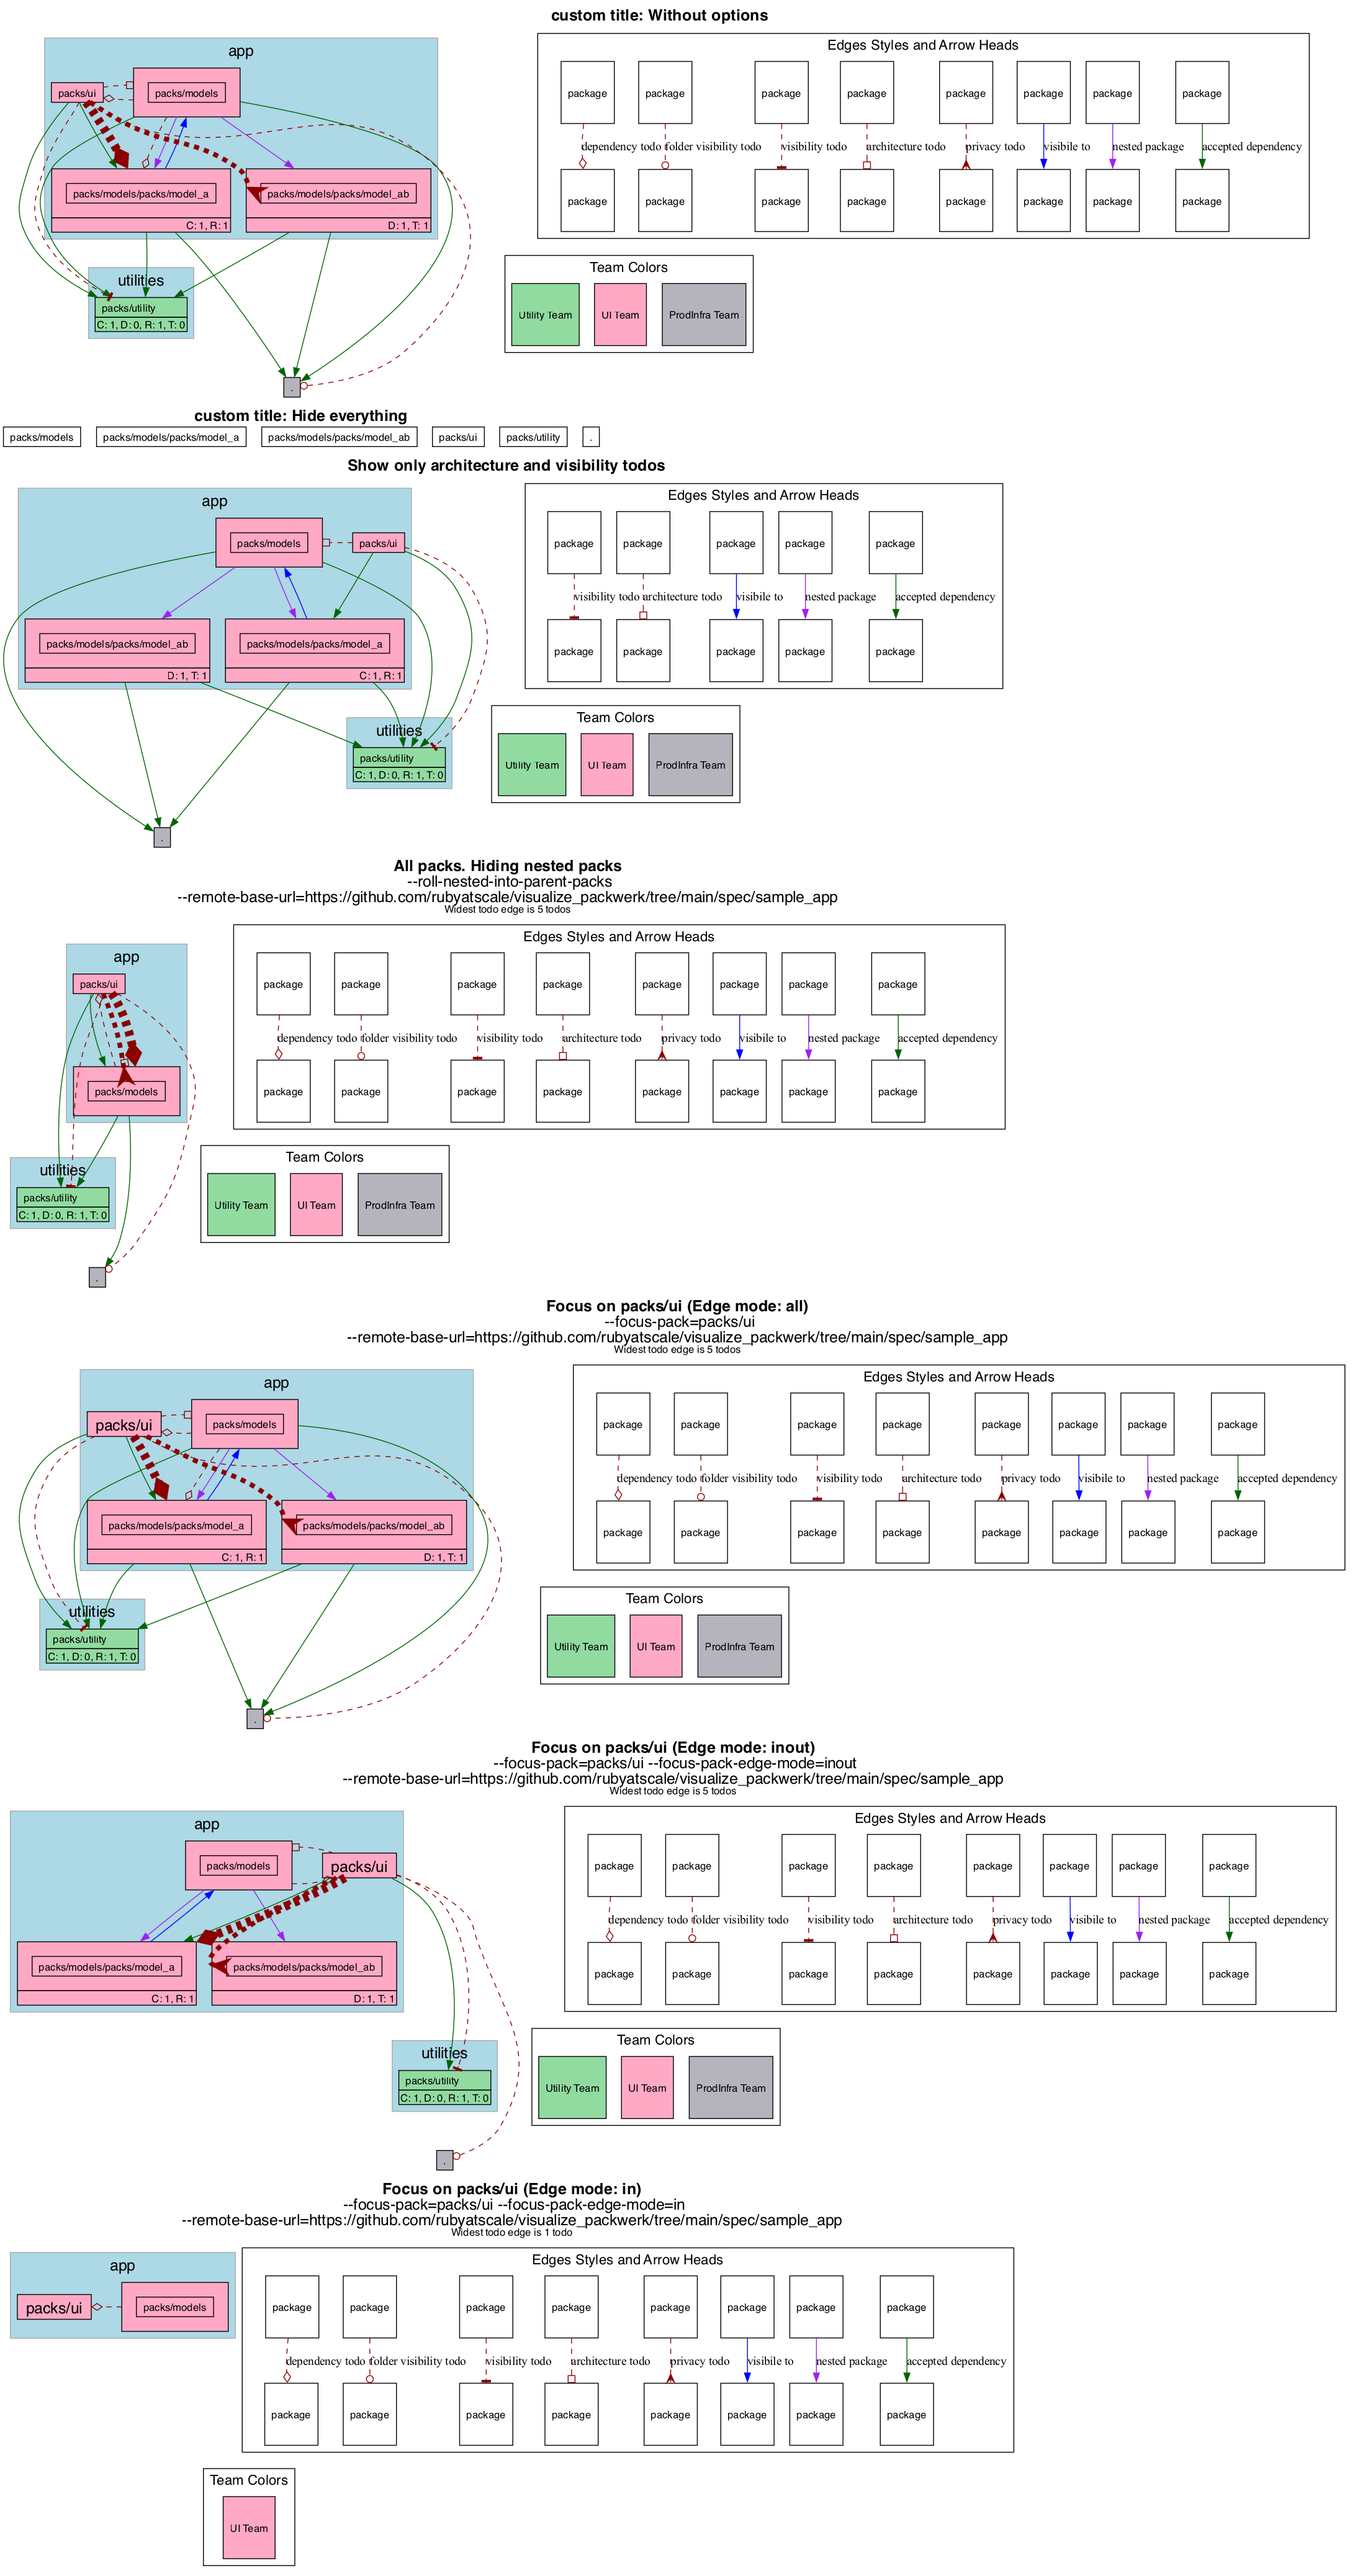 custom title: Without options
app
Edges Styles and Arrow Heads
packs/ui
packs/models
package package package package package package package package
dependency todo folder visibility todo visibility todo architecture todo privacy todo visibile to nested package accepted dependency
packs/models/packs/model_a
packs/models/packs/model_ab
C: 1, R: 1
D: 1, T: 1
package package package package package package package package
utilities
packs/utility
C: 1, D: 0, R: 1, T: 0
Team Colors
Utility Team UI Team ProdInfra Team
.
custom title: Hide everything
packs/models packs/models/packs/model_a packs/models/packs/model_ab packs/ui packs/utility .
Show only architecture and visibility todos
app
Edges Styles and Arrow Heads
packs/models
packs/ui
package package package package package
visibility todo architecture todo visibile to nested package accepted dependency
packs/models/packs/model_ab
packs/models/packs/model_a
D: 1, T: 1
C: 1, R: 1
package package package package package
utilities
packs/utility
C: 1, D: 0, R: 1, T: 0
Team Colors
Utility Team UI Team ProdInfra Team
.
All packs. Hiding nested packs
--roll-nested-into-parent-packs
--remote-base-url=https://github.com/rubyatscale/visualize_packwerk/tree/main/spec/sample_app
Widest todo edge is 5 todos
app
Edges Styles and Arrow Heads
packs/ui
package package package package package package package package
dependency todo folder visibility todo visibility todo architecture todo privacy todo visibile to nested package accepted dependency
packs/models
package package package package package package package package
utilities
packs/utility
C: 1, D: 0, R: 1, T: 0
Team Colors
Utility Team UI Team ProdInfra Team
.
Focus on packs/ui (Edge mode: all)
--focus-pack=packs/ui
--remote-base-url=https://github.com/rubyatscale/visualize_packwerk/tree/main/spec/sample_app
Widest todo edge is 5 todos
app
Edges Styles and Arrow Heads
packs/ui
packs/models
package package package package package package package package
dependency todo folder visibility todo visibility todo architecture todo privacy todo visibile to nested package accepted dependency
packs/models/packs/model_a
packs/models/packs/model_ab
C: 1, R: 1
D: 1, T: 1
package package package package package package package package
utilities
packs/utility
C: 1, D: 0, R: 1, T: 0
Team Colors
Utility Team UI Team ProdInfra Team
.
Focus on packs/ui (Edge mode: inout)
--focus-pack=packs/ui --focus-pack-edge-mode=inout
--remote-base-url=https://github.com/rubyatscale/visualize_packwerk/tree/main/spec/sample_app
Widest todo edge is 5 todos
app
Edges Styles and Arrow Heads
packs/models
packs/ui
package package package package package package package package
dependency todo folder visibility todo visibility todo architecture todo privacy todo visibile to nested package accepted dependency
packs/models/packs/model_a
packs/models/packs/model_ab
C: 1, R: 1
D: 1, T: 1
package package package package package package package package
utilities
packs/utility
C: 1, D: 0, R: 1, T: 0
Team Colors
Utility Team UI Team ProdInfra Team
.
Focus on packs/ui (Edge mode: in)
--focus-pack=packs/ui --focus-pack-edge-mode=in
--remote-base-url=https://github.com/rubyatscale/visualize_packwerk/tree/main/spec/sample_app
Widest todo edge is 1 todo
app
packs/ui
packs/models
Edges Styles and Arrow Heads
package package package package package package package package
dependency todo folder visibility todo visibility todo architecture todo privacy todo visibile to nested package accepted dependency
package package package package package package package package
Team Colors
UI Team